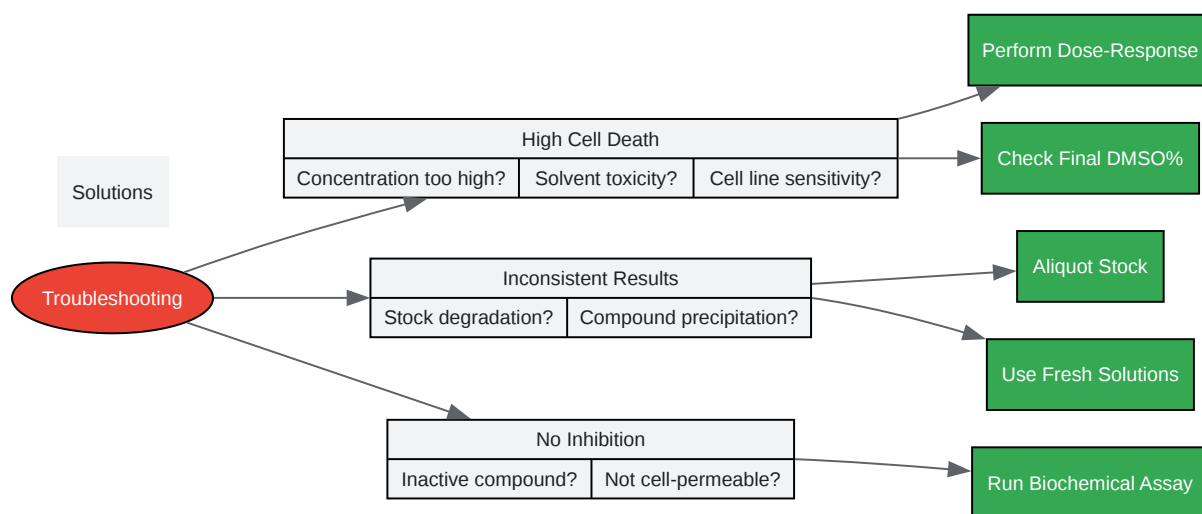 Solutions
Troubleshooting
High Cell Death
Concentration too high?
Solvent toxicity?
Cell line sensitivity?
Inconsistent Results
Stock degradation?
Compound precipitation?
No Inhibition
Inactive compound?
Not cell-permeable?
Perform Dose-Response
Check Final DMSO%
Aliquot Stock
Use Fresh Solutions
Run Biochemical Assay